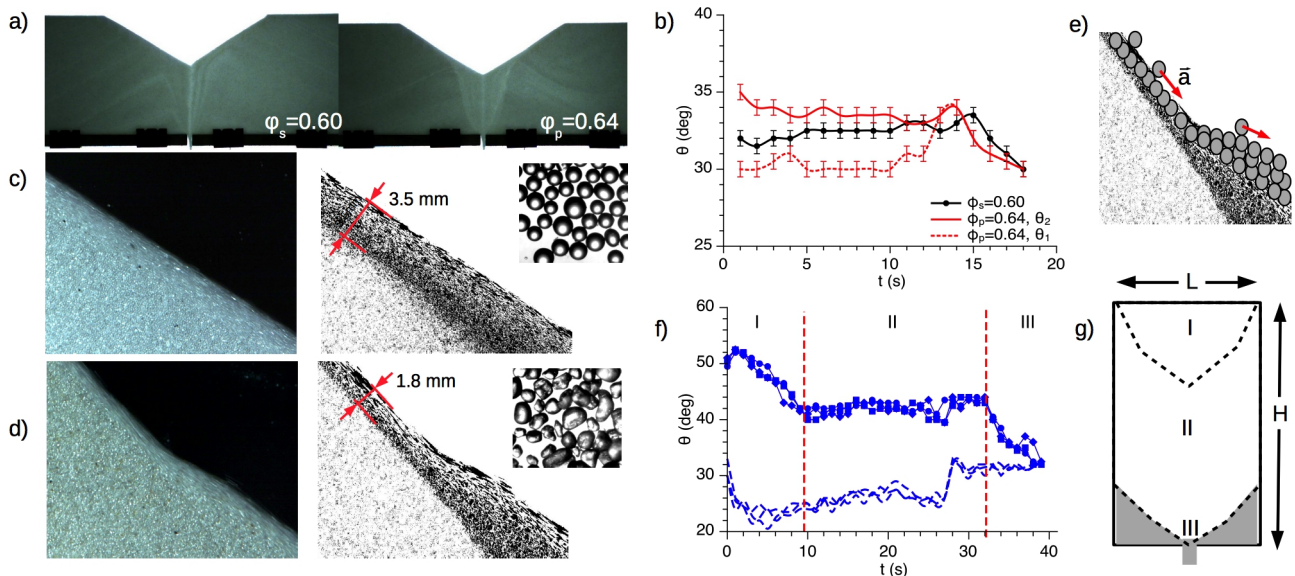 a)
φs=0.60
φp=0.64
b)
θ (deg)
40
35
30
25
0
5
10
15
20
t (s)
ϕs=0.60
ϕp=0.64, θ2
ϕp=0.64, θ1
c)
3.5 mm
d)
1.8 mm
e)
a⃗
f)
θ (deg)
60
50
40
30
20
0
10
20
30
40
t (s)
I
II
III
g)
L
H
I
II
III